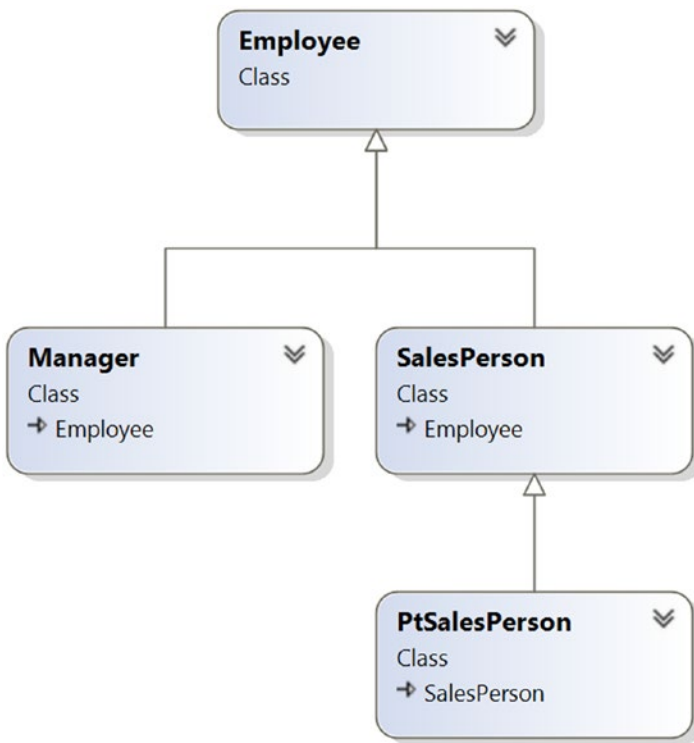 Employee
Class
Manager
Class
Employee
SalesPerson
Class
Employee
PtSalesPerson
Class
SalesPerson